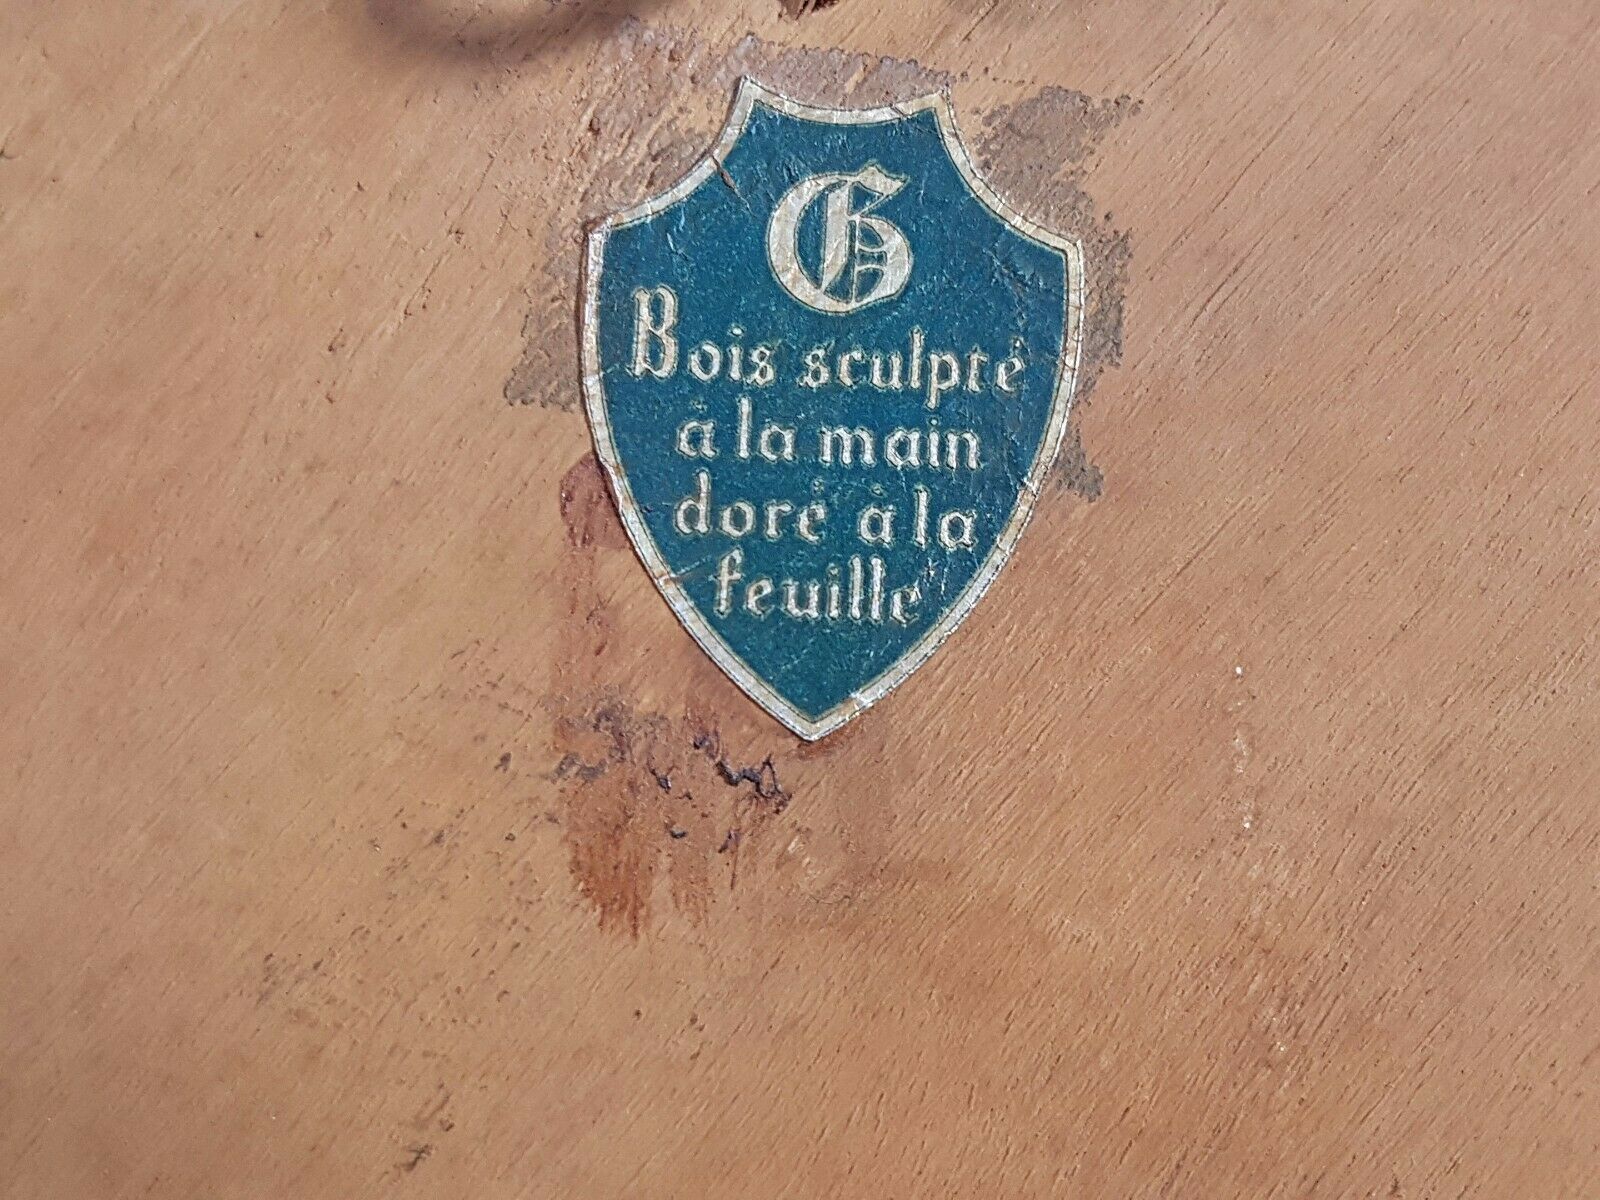 G
Bois sculpté
à la main
doré à la
feuille